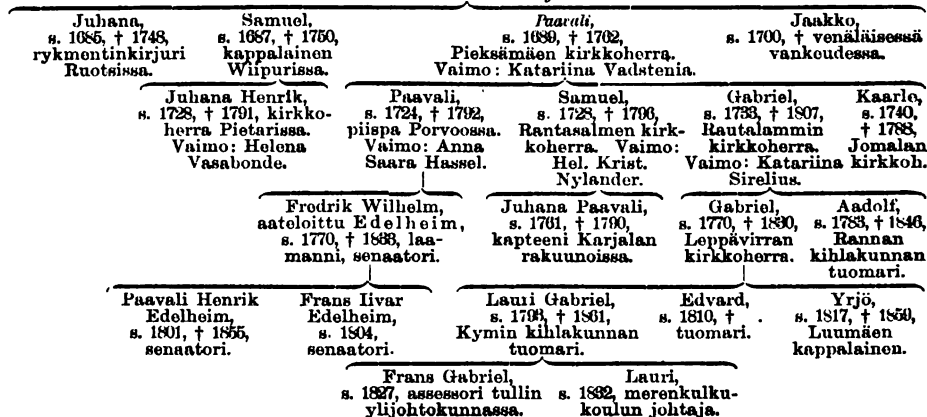 Juhana,
s. 1685, † 1748,
rykmentinkirjuri
Ruotsissa.
Samuel,
s. 1687, † 1750,
kappalainen
Wiipurissa.
Paavali,
s. 1689, † 1762,
Pieksämäen kirkkoherra.
Vaimo: Katariina Vadstenia.
Jaakko,
s. 1700, † venäläisessä
vankeudessa.
Juhana Henrik,
s. 1728, † 1791, kirkko-
herra Pietarissa.
Vaimo: Helena
Vasabonde.
Paavali,
s. 1724, † 1792,
piispa Porvoossa.
Vaimo: Anna
Saara Hassel.
Samuel,
s. 1728, † 1796,
Rantasalmen kirk-
koherra. Vaimo:
Hel. Krist.
Nylander.
Gabriel,
s. 1733, † 1807,
Rautalammin
kirkkoherra.
Vaimo: Katariina
Sirelius.
Kaarle,
s. 1740,
† 1788,
Jomalan
kirkkoh.
Fredrik Wilhelm,
aateloittu Edelheim,
s. 1770, † 1833, laa-
manni, senaatori.
Juhana Paavali,
s. 1761, † 1790,
kapteeni Karjalan
rakuunoissa.
Gabriel,
s. 1770, † 1830,
Leppävirran
kirkkoherra.
Aadolf,
s. 1783, † 1846,
Rannan
kihlakunnan
tuomari.
Paavali Henrik
Edelheim,
s. 1801, † 1855,
senaatori.
Frans Iivar
Edelheim,
s. 1804,
senaatori.
Lauri Gabriel,
s. 1793, † 1861,
Kymin kihlakunnan
tuomari.
Edvard,
s. 1810, † .
tuomari.
Yrjö,
s. 1817, † 1859,
Luumäen
kappalainen.
Frans Gabriel,
s. 1827, assessori tullin
ylijohtokunnassa.
Lauri,
s. 1832, merenkulku-
koulun johtaja.